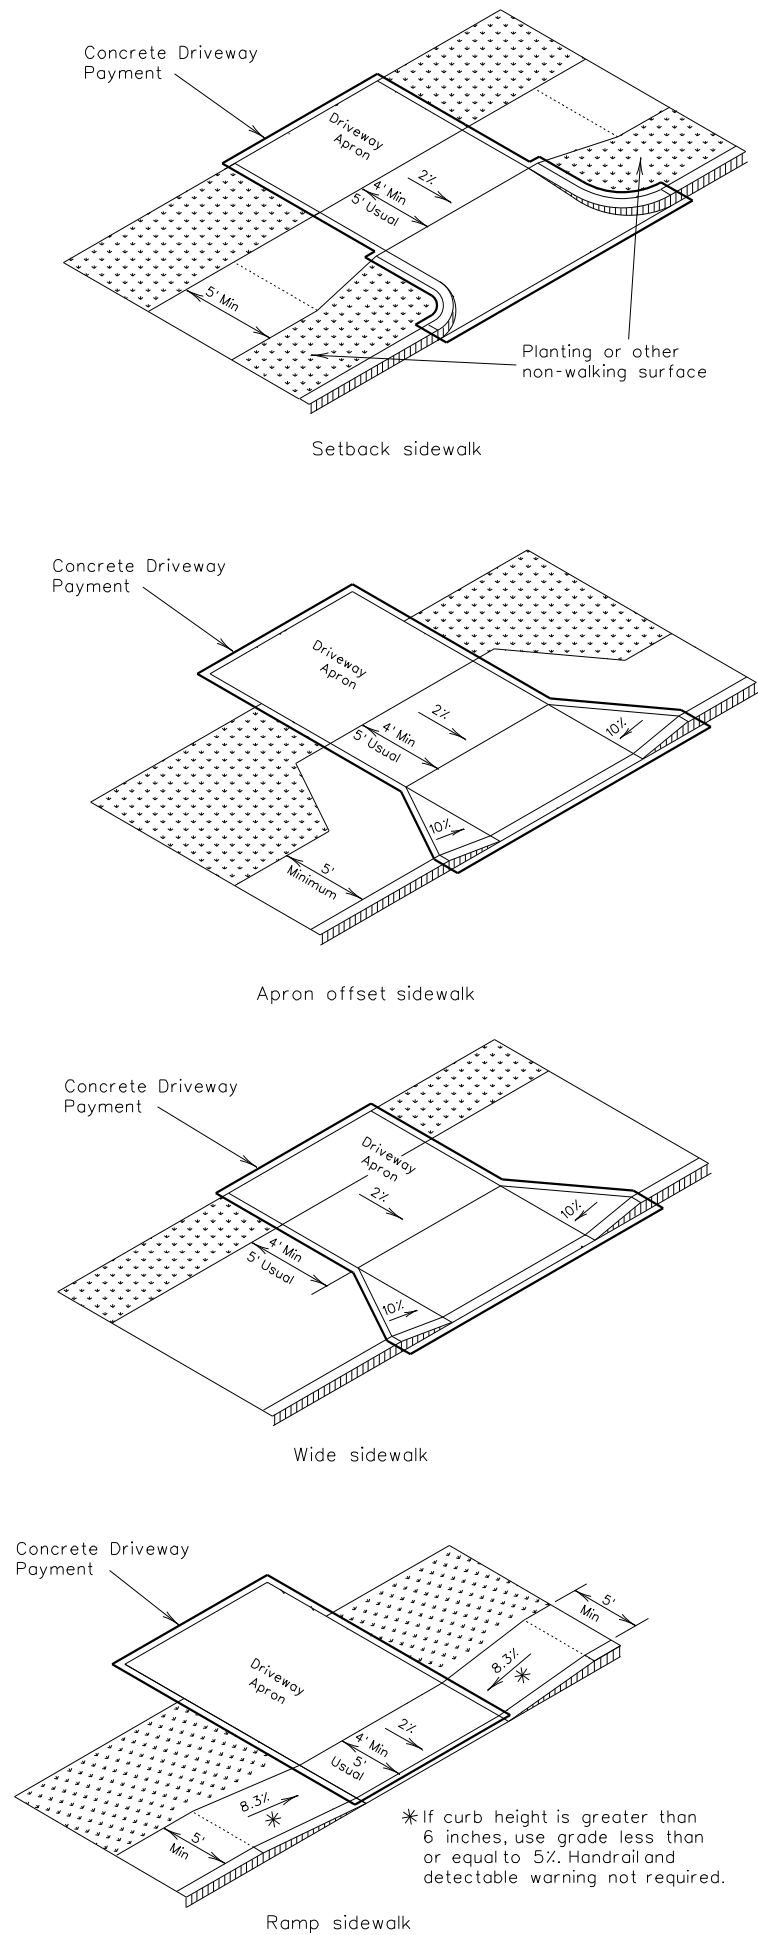 Concrete Driveway
Payment
Driveway
Apron
2%
4' Min
5' Usual
5' Min
Planting or other
non-walking surface
Setback sidewalk
Concrete Driveway
Payment
Driveway
Apron
2%
10%
4' Min
5' Usual
10%
5'
Minimum
Apron offset sidewalk
Concrete Driveway
Payment
Driveway
Apron
2%
10%
4' Min
5' Usual
10%
Wide sidewalk
Concrete Driveway
Payment
5'
Min
8.3%
Driveway
Apron
2%
4' Min
5'
Usual
8.3%
5'
Min
* If curb height is greater than
6 inches, use grade less than
or equal to 5%. Handrail and
detectable warning not required.
Ramp sidewalk